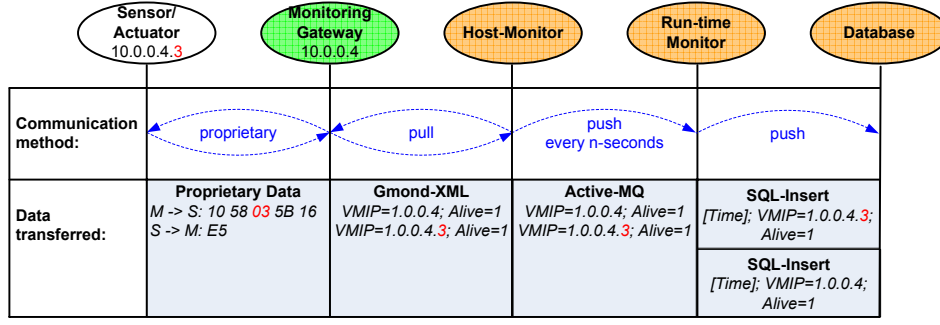 Sensor/
Actuator
10.0.0.4.3
Monitoring
Gateway
10.0.0.4
Host-Monitor
Run-time
Monitor
Database
Communication
method:
proprietary
pull
push
every n-seconds
push
Data
transferred:
Proprietary Data
M -> S: 10 58 03 5B 16
S -> M: E5
Gmond-XML
VMIP=1.0.0.4; Alive=1
VMIP=1.0.0.4.3; Alive=1
Active-MQ
VMIP=1.0.0.4; Alive=1
VMIP=1.0.0.4.3; Alive=1
SQL-Insert
[Time]; VMIP=1.0.0.4.3;
Alive=1
SQL-Insert
[Time]; VMIP=1.0.0.4;
Alive=1